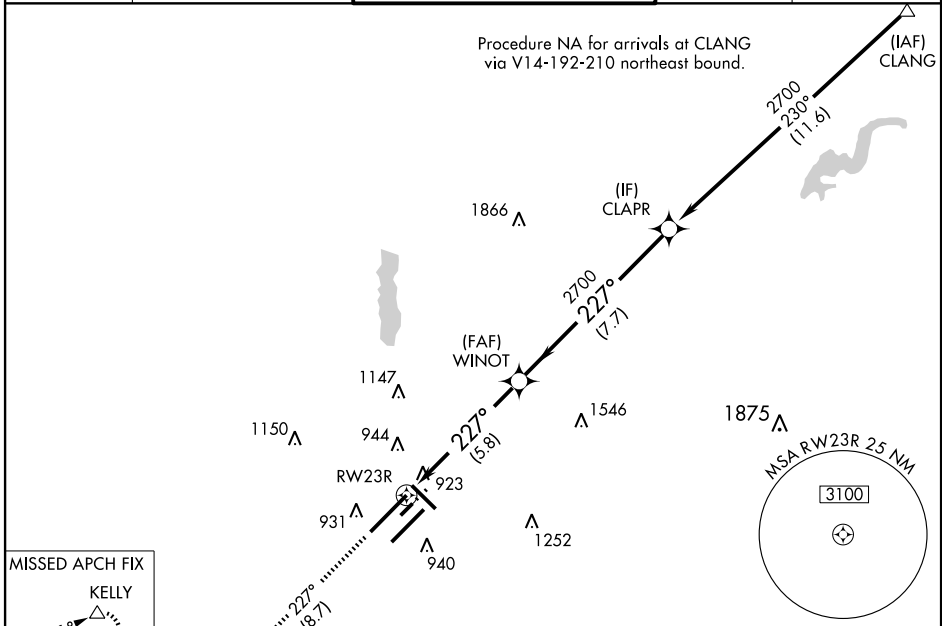 Procedure NA for arrivals at CLANG
via V14-192-210 northeast bound.
(IAF)
CLANG
2700
230°
(11.6)
(IF)
CLAPR
1866
2700
227°
(7.7)
(FAF)
WINOT
1147
1546
1875
1150
944
227°
(5.8)
MSA RW23R 25 NM
RW23R
923
3100
931
1252
940
MISSED APCH FIX
KELLY
227°
(8.7)